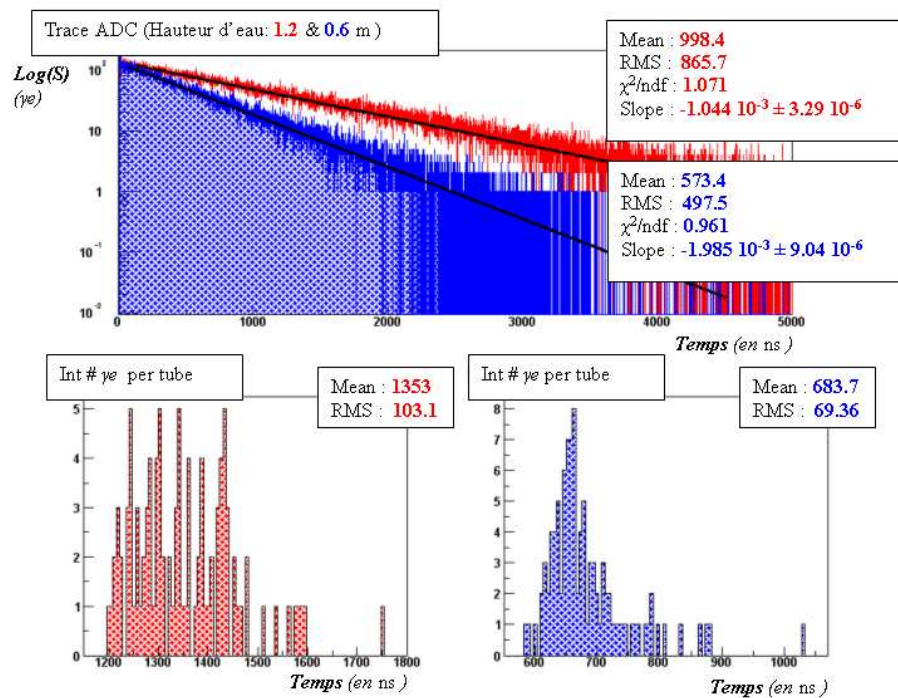 Trace ADC (Hauteur d'eau: 1.2 & 0.6 m )
Mean : 998.4
RMS : 865.7
χ²/ndf : 1.071
Slope : -1.044 10⁻³ ± 3.29 10⁻⁶
Log(S)
(γe)
10²
10
1
10⁻¹
10⁻²
Mean : 573.4
RMS : 497.5
χ²/ndf : 0.961
Slope : -1.985 10⁻³ ± 9.04 10⁻⁶
0 1000 2000 3000 4000 5000
Temps (en ns )
Int # γe per tube
Mean : 1353
RMS : 103.1
5
4
3
2
1
0
1200 1300 1400 1500 1600 1700 1800
Temps (en ns )
Int # γe per tube
Mean : 683.7
RMS : 69.36
8
7
6
5
4
3
2
1
0
600 700 800 900 1000
Temps (en ns )